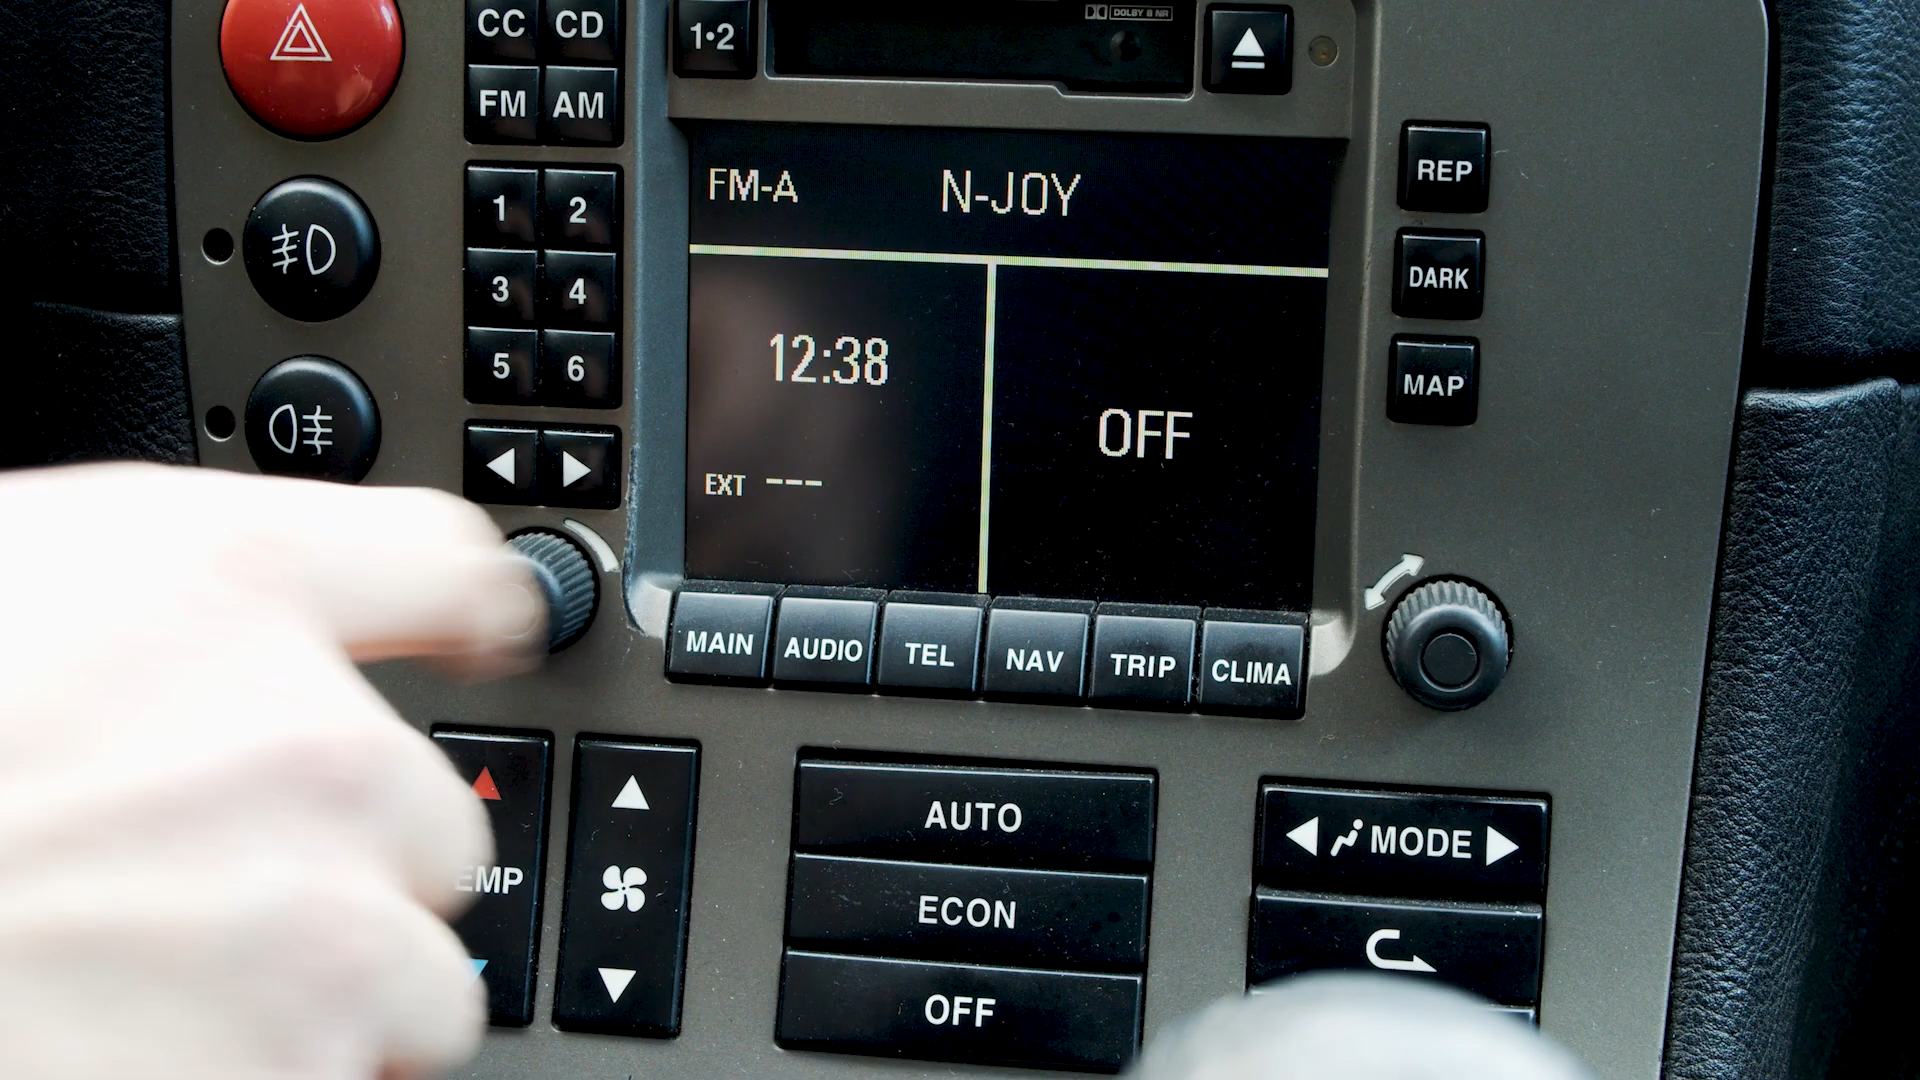 CC CD
FM AM
1•2
DOLBY B NR
1 2
3 4
5 6
FM-A N-JOY
12:38
EXT ---
OFF
REP
DARK
MAP
MAIN AUDIO TEL NAV TRIP CLIMA
EMP
AUTO
ECON
OFF
MODE